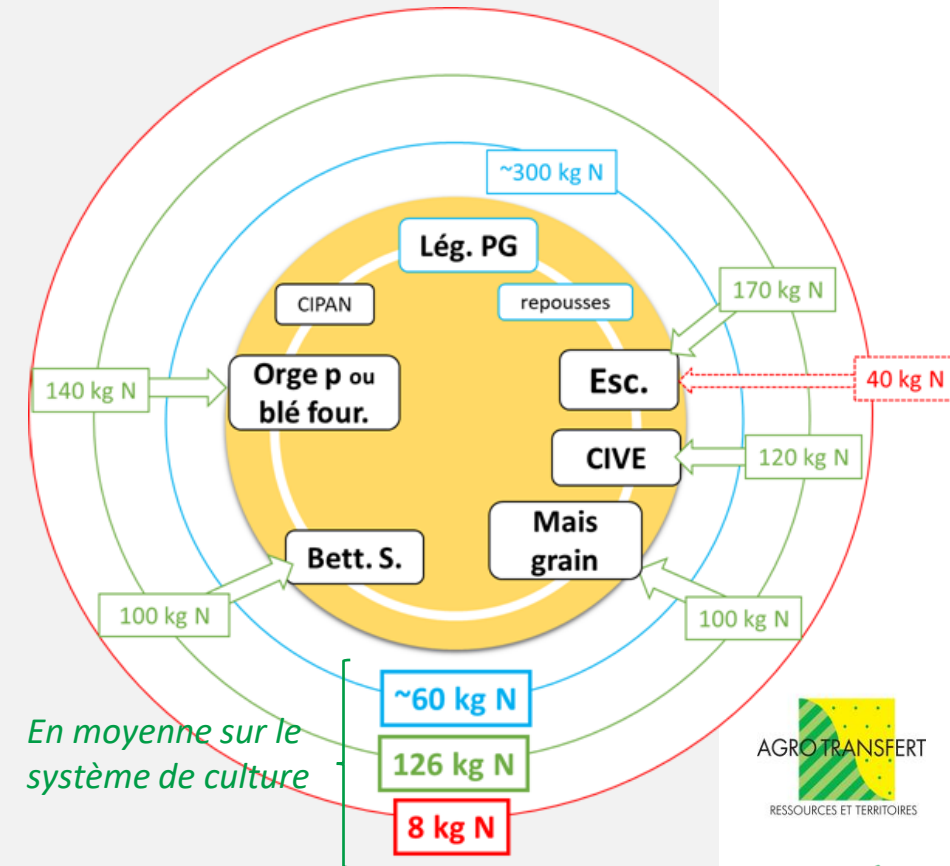 ~300 kg N
Lég. PG
CIPAN
repousses
170 kg N
140 kg N
Orge p ou
blé four.
Esc.
40 kg N
CIVE
120 kg N
Mais
grain
Bett. S.
100 kg N
100 kg N
~60 kg N
En moyenne sur le
système de culture
126 kg N
8 kg N
AGRO TRANSFERT
RESSOURCES ET TERRITOIRES